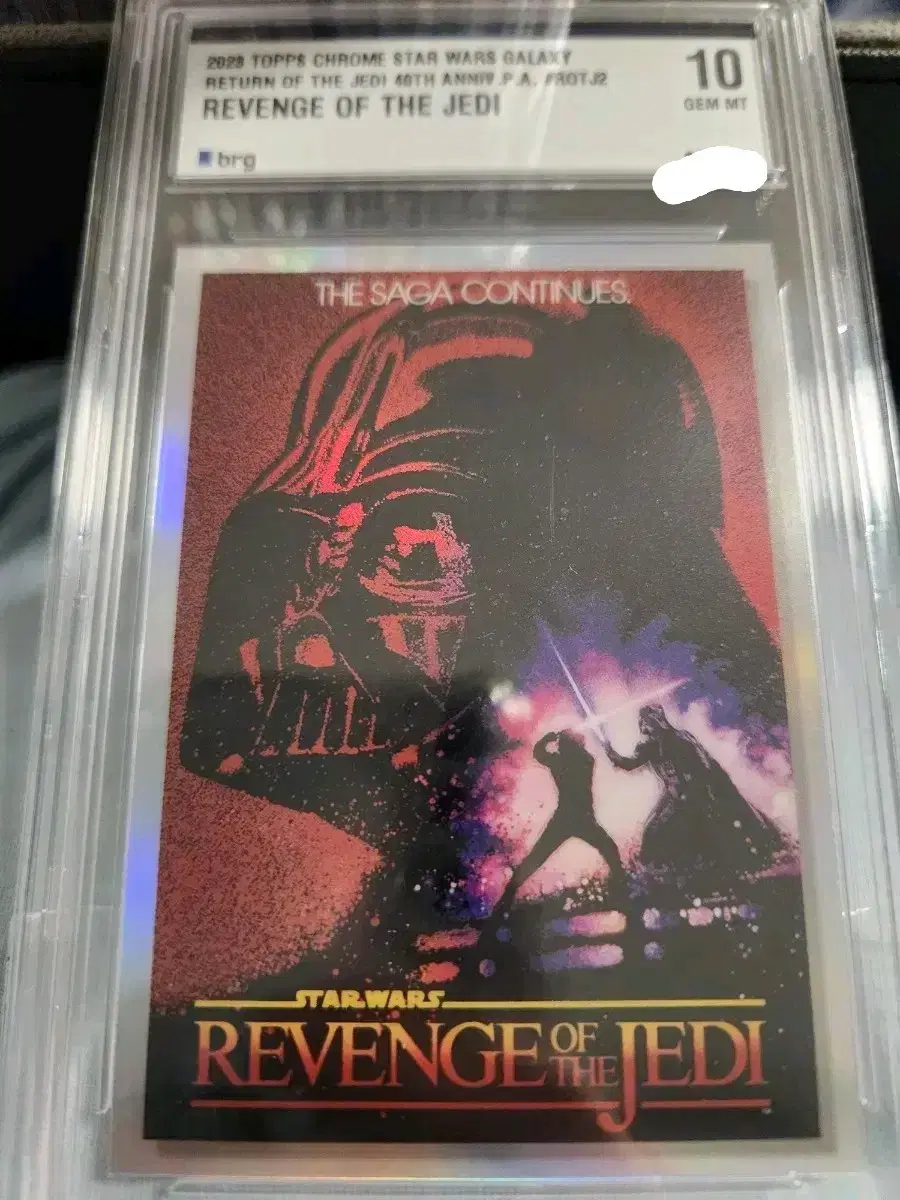 2023 TOPPS CHROME STAR WARS GALAXY
RETURN OF THE JEDI 40TH ANNIV .P.A. #ROTJ2
REVENGE OF THE JEDI
10
GEM MT
brg
THE SAGA CONTINUES.
STAR WARS
REVENGE OF THE JEDI